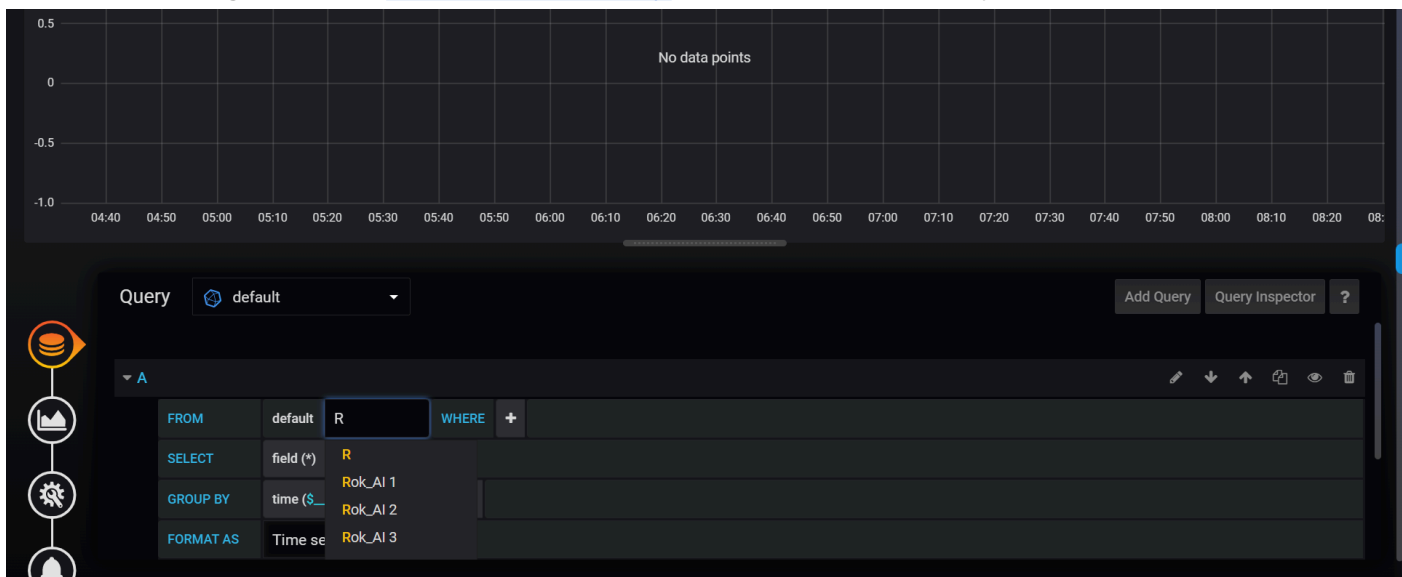 0.5
No data points
0
-0.5
-1.0
04:40 04:50 05:00 05:10 05:20 05:30 05:40 05:50 06:00 06:10 06:20 06:30 06:40 06:50 07:00 07:10 07:20 07:30 07:40 07:50 08:00 08:10 08:20 08:
Query default Add Query Query Inspector ?
A
FROM default R WHERE +
SELECT field (*) R
Rok_AI 1
GROUP BY time ($_ Rok_AI 2
FORMAT AS Time se Rok_AI 3